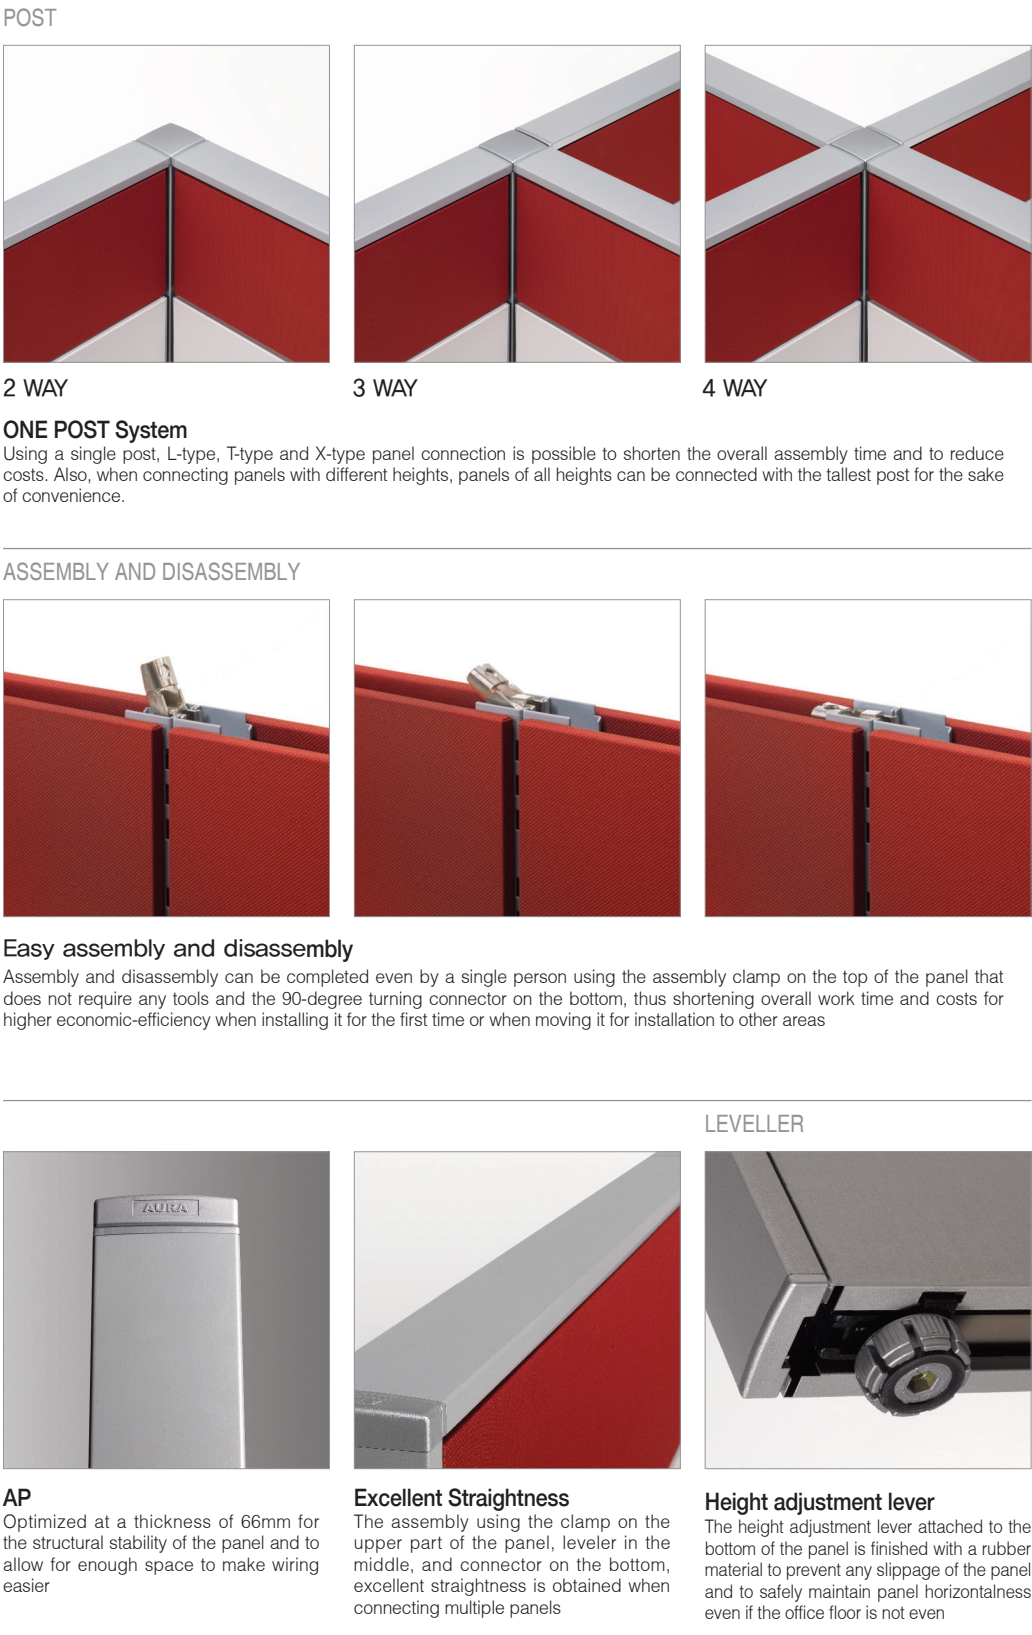 POST
2 WAY
3 WAY
4 WAY
ONE POST System
Using a single post, L-type, T-type and X-type panel connection is possible to shorten the overall assembly time and to reduce
costs. Also, when connecting panels with different heights, panels of all heights can be connected with the tallest post for the sake
of convenience.
ASSEMBLY AND DISASSEMBLY
Easy assembly and disassembly
Assembly and disassembly can be completed even by a single person using the assembly clamp on the top of the panel that
does not require any tools and the 90-degree turning connector on the bottom, thus shortening overall work time and costs for
higher economic-efficiency when installing it for the first time or when moving it for installation to other areas
AURA
AP
Optimized at a thickness of 66mm for
the structural stability of the panel and to
allow for enough space to make wiring
easier
Excellent Straightness
The assembly using the clamp on the
upper part of the panel, leveler in the
middle, and connector on the bottom,
excellent straightness is obtained when
connecting multiple panels
LEVELLER
Height adjustment lever
The height adjustment lever attached to the
bottom of the panel is finished with a rubber
material to prevent any slippage of the panel
and to safely maintain panel horizontalness
even if the office floor is not even